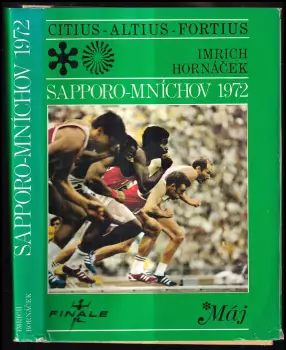 CITIUS-ALTIUS-FORTIUS
IMRICH
HORNÁČEK
SAPPORO-MNÍCHOV 1972
FINALE
Máj
SAPPORO-MNÍCHOV 1972
IMRICH
HORNÁČEK